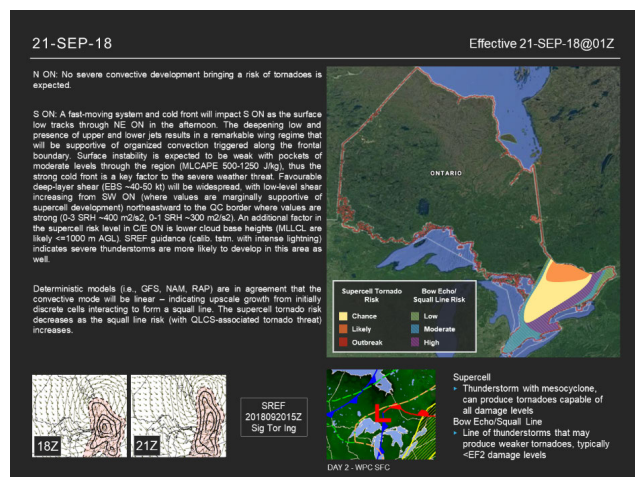 21-SEP-18
Effective 21-SEP-18@01Z
N ON: No severe convective development bringing a risk of tornadoes is
expected.
S ON: A fast-moving system and cold front will impact S ON as the surface
low tracks through NE ON in the afternoon. The deepening low and
presence of upper and lower jets results in a remarkable wing regime that
will be supportive of organized convection triggered along the frontal
boundary. Surface instability is expected to be weak with pockets of
moderate levels through the region (MLCAPE 500-1250 J/kg), thus the
strong cold front is a key factor to the severe weather threat. Favourable
deep-layer shear (EBS ~40-50 kt) will be widespread, with low-level shear
increasing from SW ON (where values are marginally supportive of
supercell development) northeastward to the QC border where values are
strong (0-3 SRH ~400 m2/s2, 0-1 SRH ~300 m2/s2). An additional factor in
the supercell risk level in C/E ON is lower cloud base heights (MLLCL are
likely <=1000 m AGL). SREF guidance (calib. tstm. with intense lightning)
indicates severe thunderstorms are more likely to develop in this area as
well.
Deterministic models (i.e., GFS, NAM, RAP) are in agreement that the
convective mode will be linear – indicating upscale growth from initially
discrete cells interacting to form a squall line. The supercell tornado risk
decreases as the squall line risk (with QLCS-associated tornado threat)
increases.
ONTARIO
Supercell Tornado
Risk
Chance
Likely
Outbreak
Bow Echo/
Squall Line Risk
Low
Moderate
High
18Z
21Z
SREF
2018092015Z
Sig Tor Ing
DAY 2 - WPC SFC
Supercell
▸ Thunderstorm with mesocyclone,
can produce tornadoes capable of
all damage levels
Bow Echo/Squall Line
▸ Line of thunderstorms that may
produce weaker tornadoes, typically
<EF2 damage levels